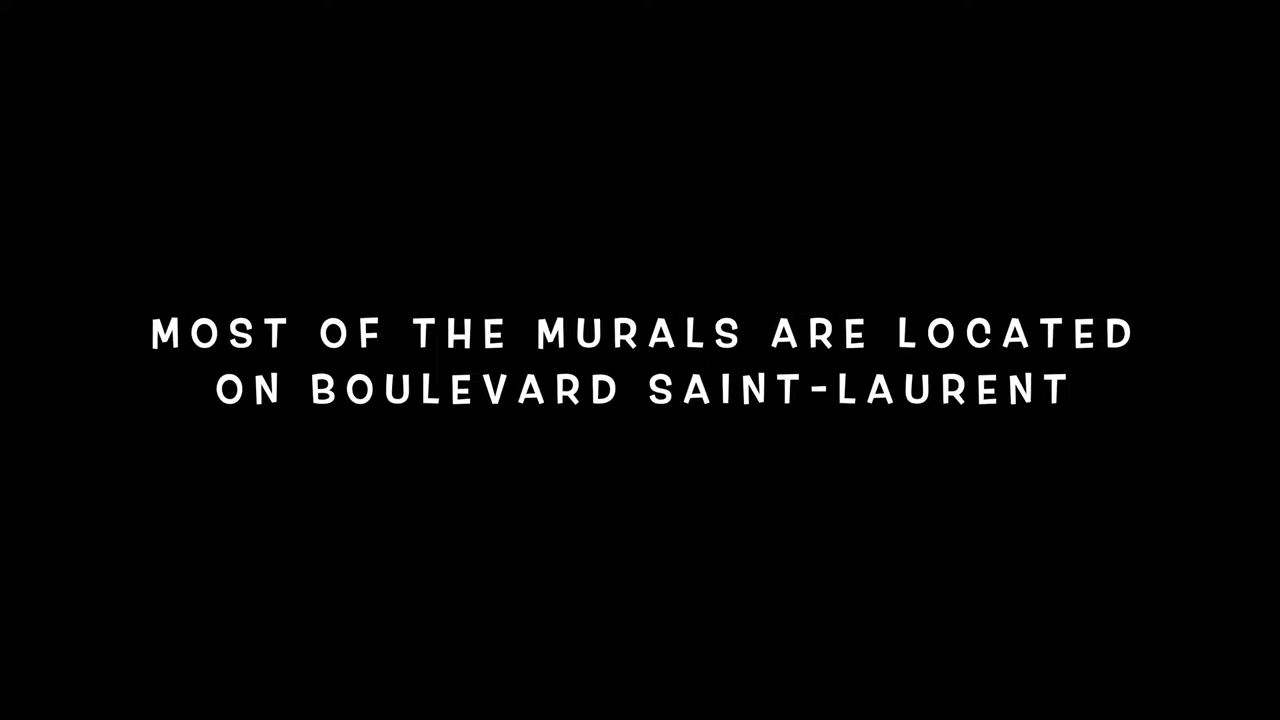 MOST OF THE MURALS ARE LOCATED
ON BOULEVARD SAINT-LAURENT